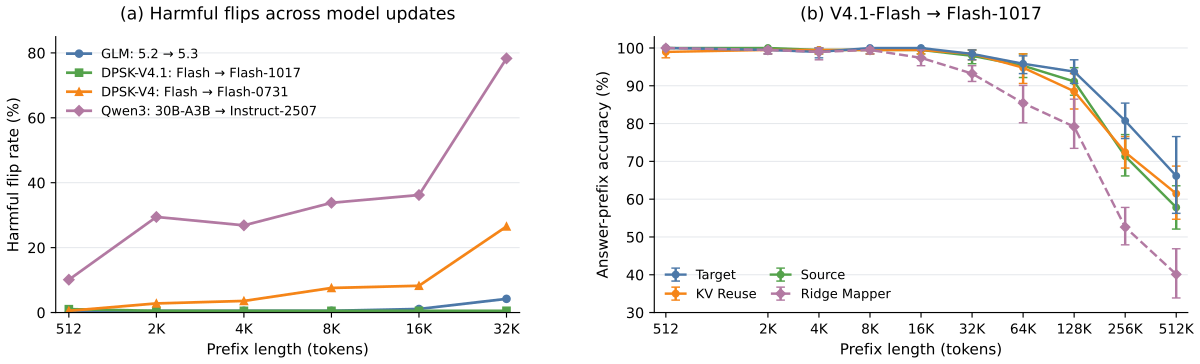 (a) Harmful flips across model updates
Harmful flip rate (%)
80
60
40
20
0
GLM: 5.2 → 5.3
DPSK-V4.1: Flash → Flash-1017
DPSK-V4: Flash → Flash-0731
Qwen3: 30B-A3B → Instruct-2507
512 2K 4K 8K 16K 32K
Prefix length (tokens)
(b) V4.1-Flash → Flash-1017
Answer-prefix accuracy (%)
100
90
80
70
60
50
40
30
Target Source
KV Reuse Ridge Mapper
512 2K 4K 8K 16K 32K 64K 128K 256K 512K
Prefix length (tokens)